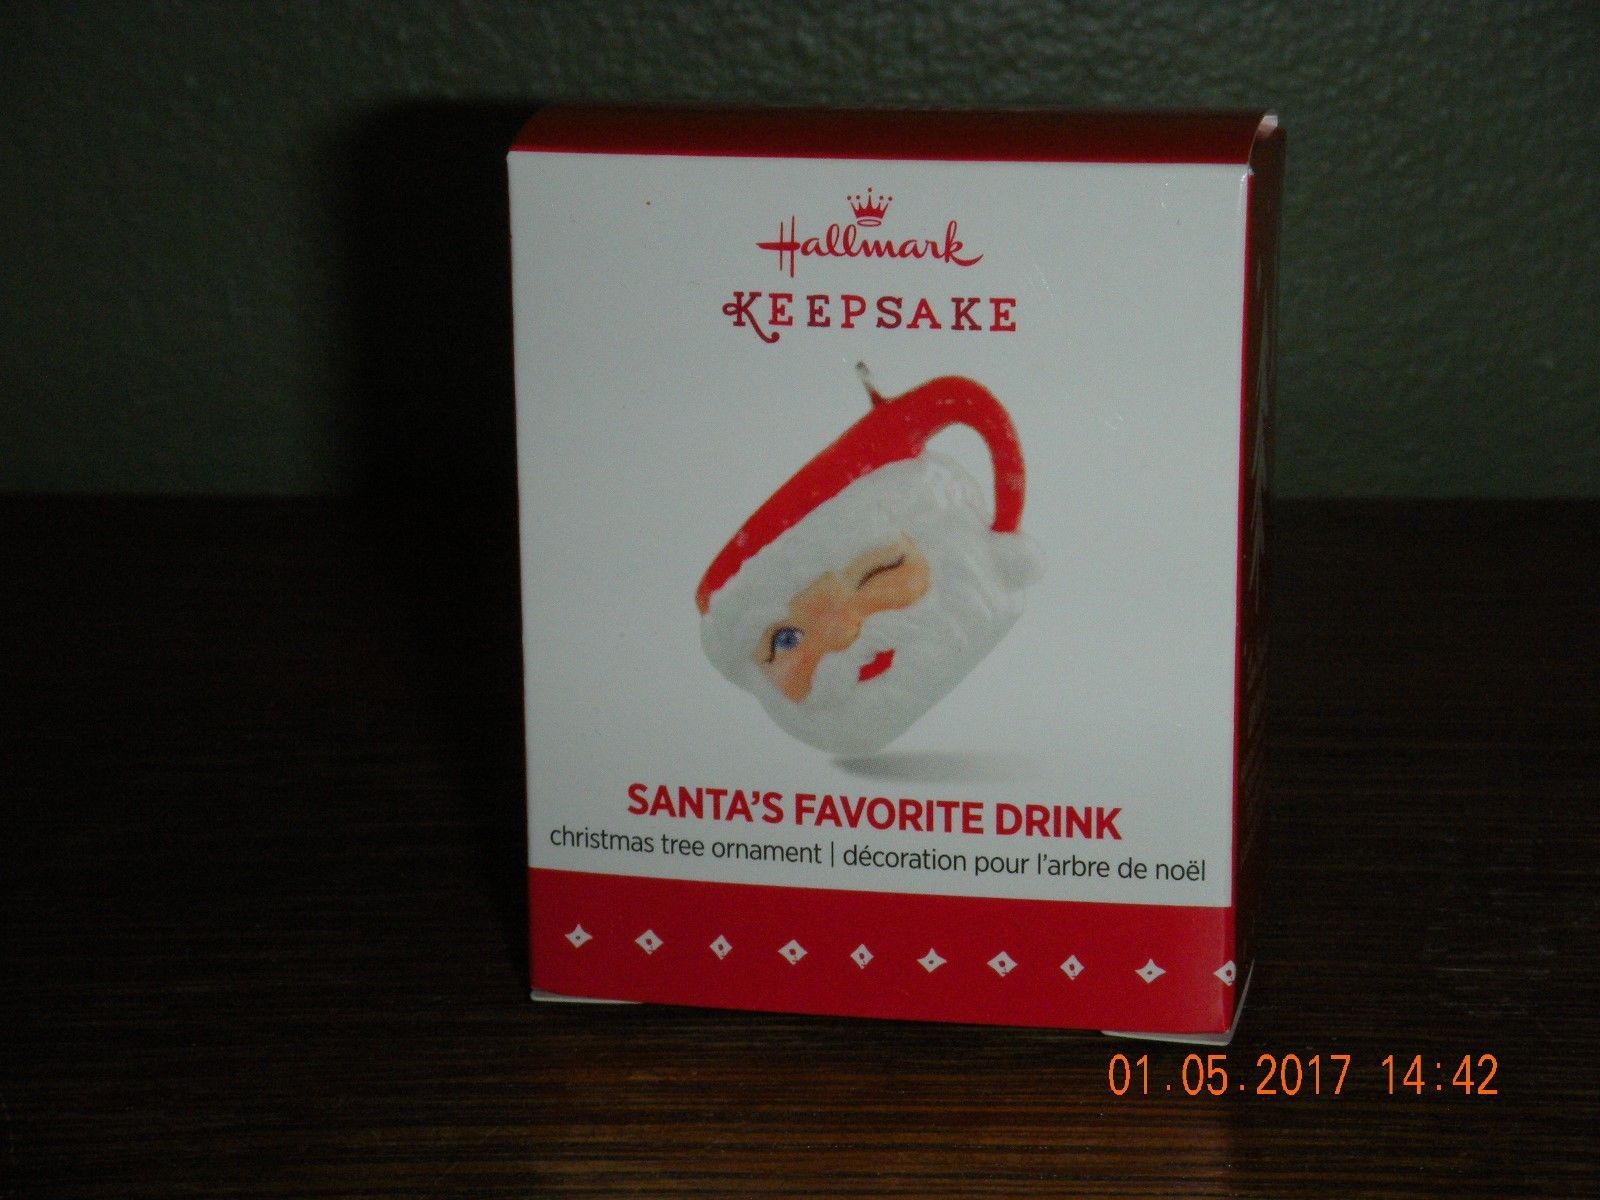 Hallmark
KEEPSAKE
SANTA'S FAVORITE DRINK
christmas tree ornament | décoration pour l'arbre de noël
01.05.2017 14:42